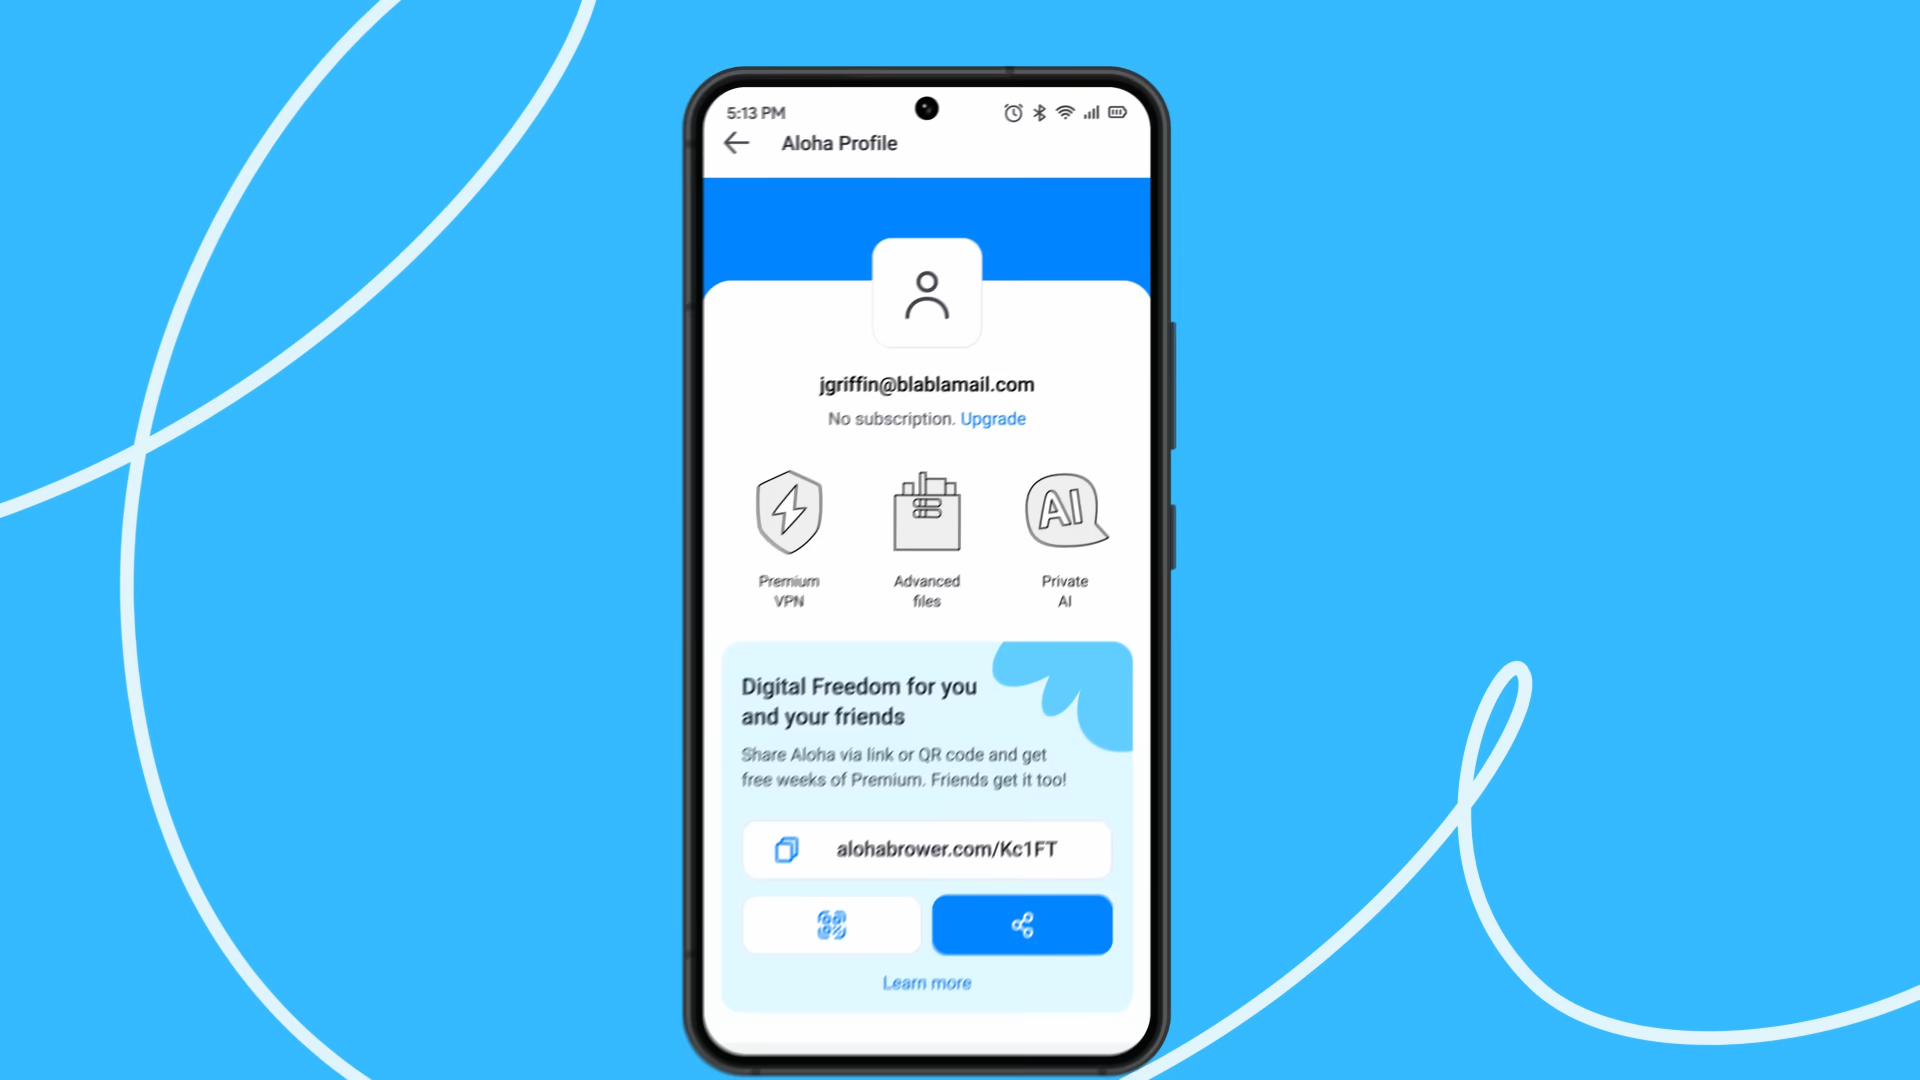 5:13 PM
Aloha Profile
jgriffin@blablamail.com
No subscription. Upgrade
Premium
VPN
Advanced
files
AI
Private
AI
Digital Freedom for you
and your friends
Share Aloha via link or QR code and get
free weeks of Premium. Friends get it too!
alohabrower.com/Kc1FT
Learn more